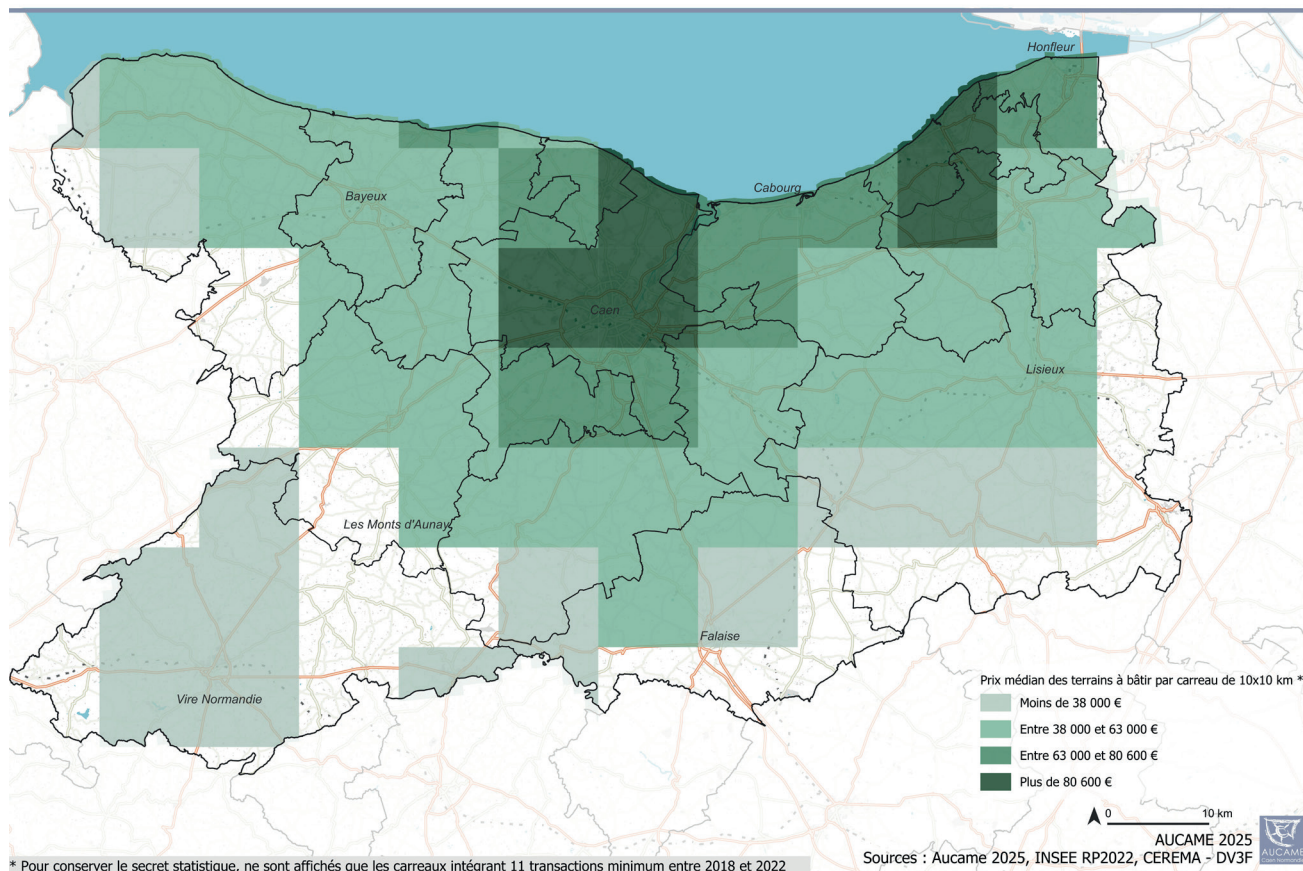 Honfleur
Cabourg
Bayeux
Caen
Lisieux
Les Monts d'Aunay
Falaise
Vire Normandie
Prix médian des terrains à bâtir par carreau de 10x10 km *
Moins de 38 000 €
Entre 38 000 et 63 000 €
Entre 63 000 et 80 600 €
Plus de 80 600 €
0 10 km
AUCAME 2025
Sources : Aucame 2025, INSEE RP2022, CEREMA - DV3F
AUCAME
Caen Normandie
* Pour conserver le secret statistique, ne sont affichés que les carreaux intégrant 11 transactions minimum entre 2018 et 2022